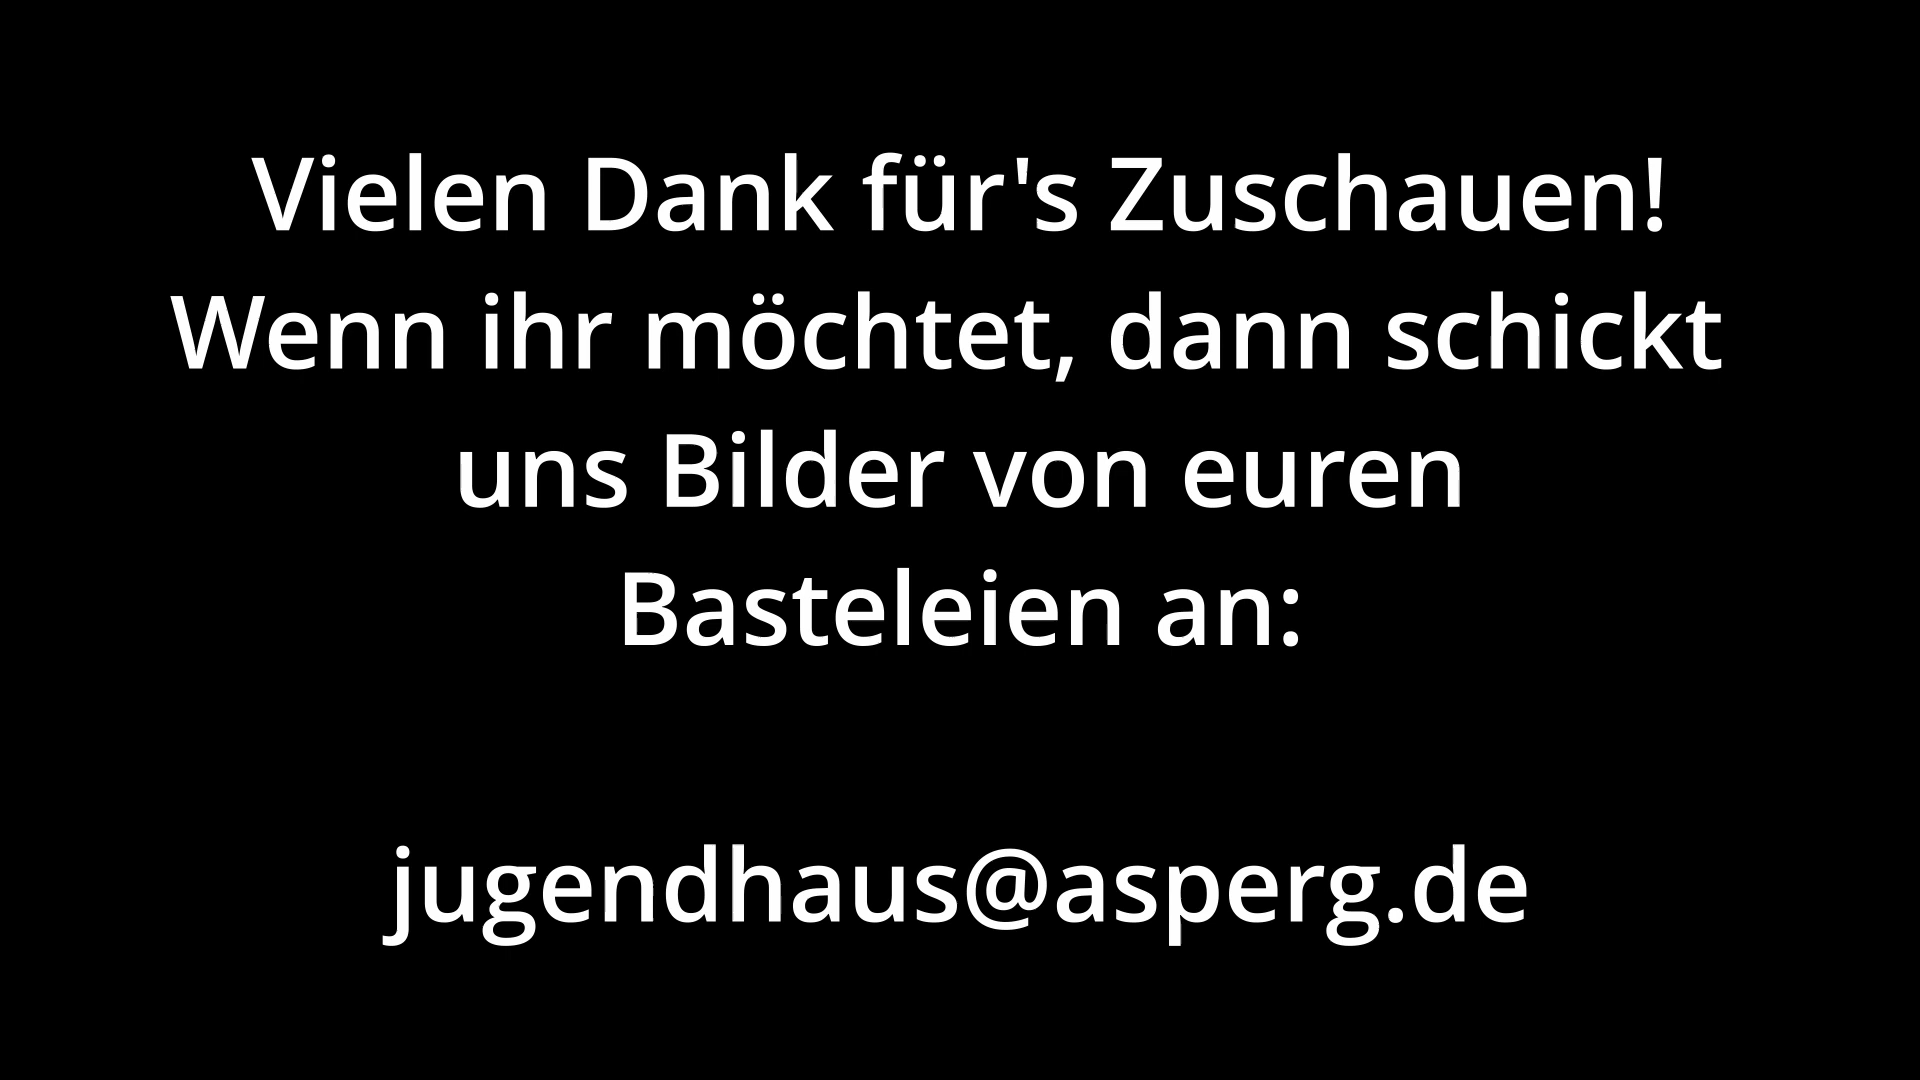 Vielen Dank für's Zuschauen!
Wenn ihr möchtet, dann schickt
uns Bilder von euren
Basteleien an:
jugendhaus@asperg.de